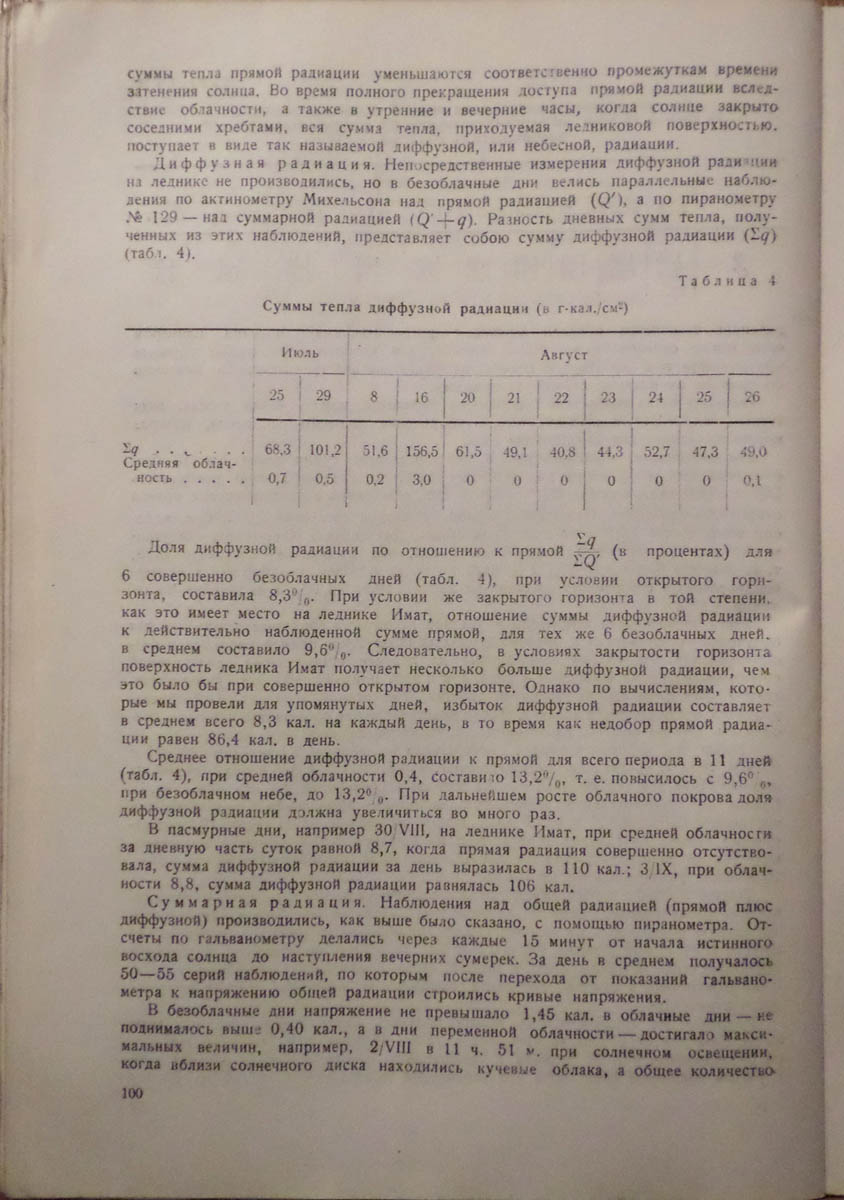 суммы тепла прямой радиации уменьшаются соответственно промежуткам времени
затенения солнца. Во время полного прекращения доступа прямой радиации вслед-
ствие облачности, а также в утренние и вечерние часы, когда солнце закрыто
соседними хребтами, вся сумма тепла, приходуемая ледниковой поверхностью,
поступает в виде так называемой диффузной, или небесной, радиации.
Диффузная радиация. Непосредственные измерения диффузной радиации
на леднике не производились, но в безоблачные дни велись параллельные наблю-
дения по актинометру Михельсона над прямой радиацией (Q′), а по пиранометру
№ 129 — над суммарной радиацией (Q′+q). Разность дневных сумм тепла, полу-
ченных из этих наблюдений, представляет собою сумму диффузной радиации (Σq)
(табл. 4).
Таблица 4
Суммы тепла диффузной радиации (в г-кал./см²)
Июль Август
25 29 8 16 20 21 22 23 24 25 26
Σq . . . . . . 68,3 101,2 51,6 156,5 61,5 49,1 40,8 44,3 52,7 47,3 49,0
Средняя облач-
ность . . . . . 0,7 0,5 0,2 3,0 0 0 0 0 0 0 0,1
Доля диффузной радиации по отношению к прямой Σq/ΣQ′ (в процентах) для
6 совершенно безоблачных дней (табл. 4), при условии открытого гори-
зонта, составила 8,3%. При условии же закрытого горизонта в той степени,
как это имеет место на леднике Имат, отношение суммы диффузной радиации
к действительно наблюденной сумме прямой, для тех же 6 безоблачных дней,
в среднем составило 9,6%. Следовательно, в условиях закрытости горизонта
поверхность ледника Имат получает несколько больше диффузной радиации, чем
это было бы при совершенно открытом горизонте. Однако по вычислениям, кото-
рые мы провели для упомянутых дней, избыток диффузной радиации составляет
в среднем всего 8,3 кал. на каждый день, в то время как недобор прямой радиа-
ции равен 86,4 кал. в день.
Среднее отношение диффузной радиации к прямой для всего периода в 11 дней
(табл. 4), при средней облачности 0,4, составило 13,2%, т. е. повысилось с 9,6%,
при безоблачном небе, до 13,2%. При дальнейшем росте облачного покрова доля
диффузной радиации должна увеличиться во много раз.
В пасмурные дни, например 30/VIII, на леднике Имат, при средней облачности
за дневную часть суток равной 8,7, когда прямая радиация совершенно отсутство-
вала, сумма диффузной радиации за день выразилась в 110 кал.; 3/IX, при облач-
ности 8,8, сумма диффузной радиации равнялась 106 кал.
Суммарная радиация. Наблюдения над общей радиацией (прямой плюс
диффузной) производились, как выше было сказано, с помощью пиранометра. От-
счеты по гальванометру делались через каждые 15 минут от начала истинного
восхода солнца до наступления вечерних сумерек. За день в среднем получалось
50—55 серий наблюдений, по которым после перехода от показаний гальвано-
метра к напряжению общей радиации строились кривые напряжения.
В безоблачные дни напряжение не превышало 1,45 кал. в облачные дни — не
поднималось выше 0,40 кал., а в дни переменной облачности — достигало макси-
мальных величин, например, 2/VIII в 11 ч. 51 м. при солнечном освещении,
когда вблизи солнечного диска находились кучевые облака, а общее количество
100